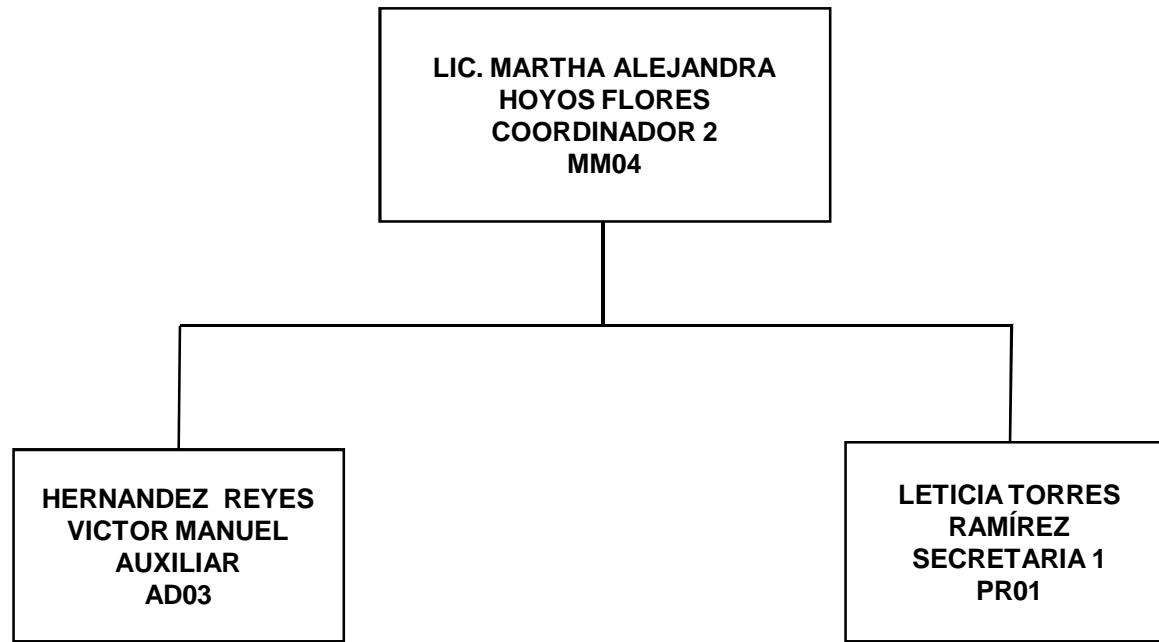 LIC. MARTHA ALEJANDRA
HOYOS FLORES
COORDINADOR 2
MM04
HERNANDEZ REYES
VICTOR MANUEL
AUXILIAR
AD03
LETICIA TORRES
RAMÍREZ
SECRETARIA 1
PR01